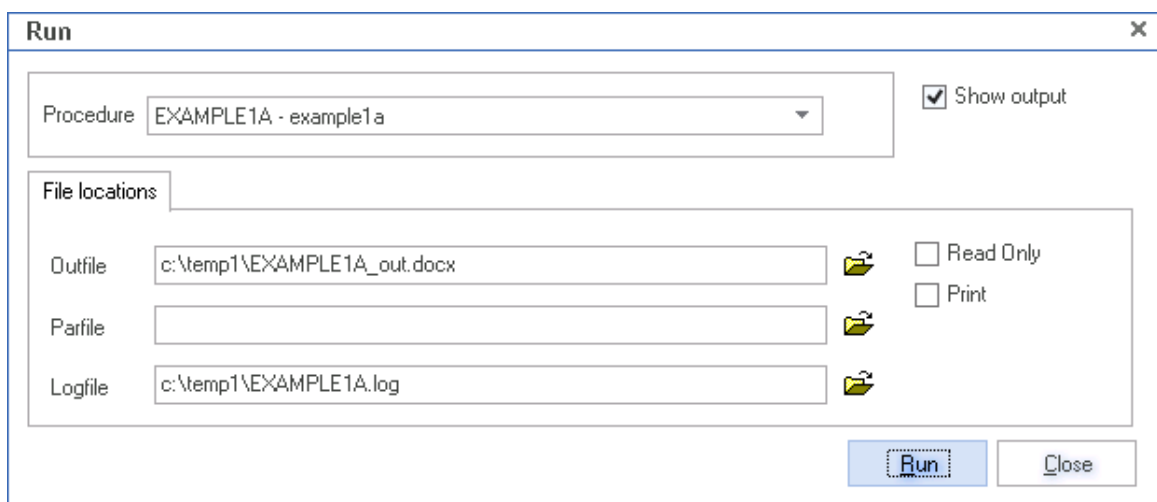 Run
Procedure EXAMPLE1A - example1a
Show output
File locations
Outfile c:\temp1\EXAMPLE1A_out.docx
Read Only
Print
Parfile
Logfile c:\temp1\EXAMPLE1A.log
Run Close